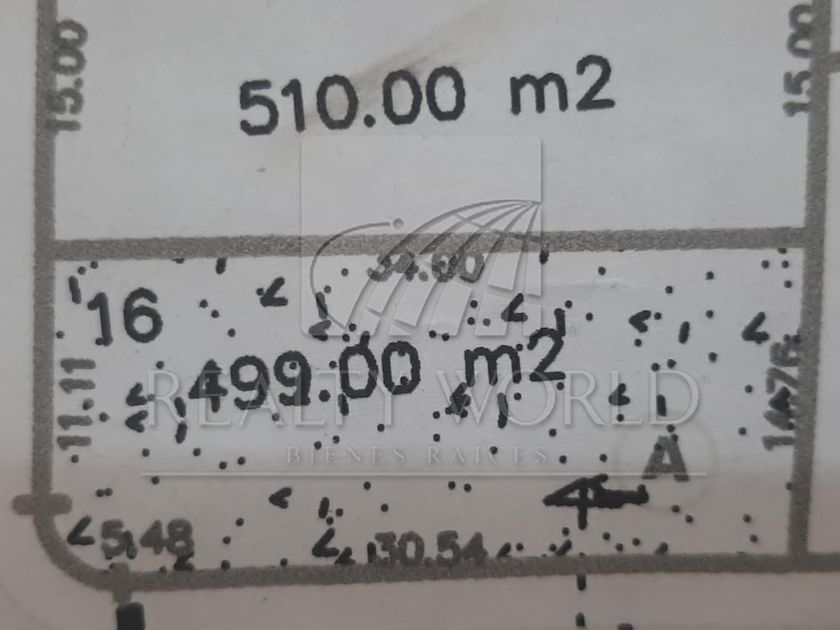 15.00
15.00
510.00 m2
34.00
16
499.00 m2
11.11
14.76
REALTY WORLD
BIENES RAICES
A
5.48
30.54